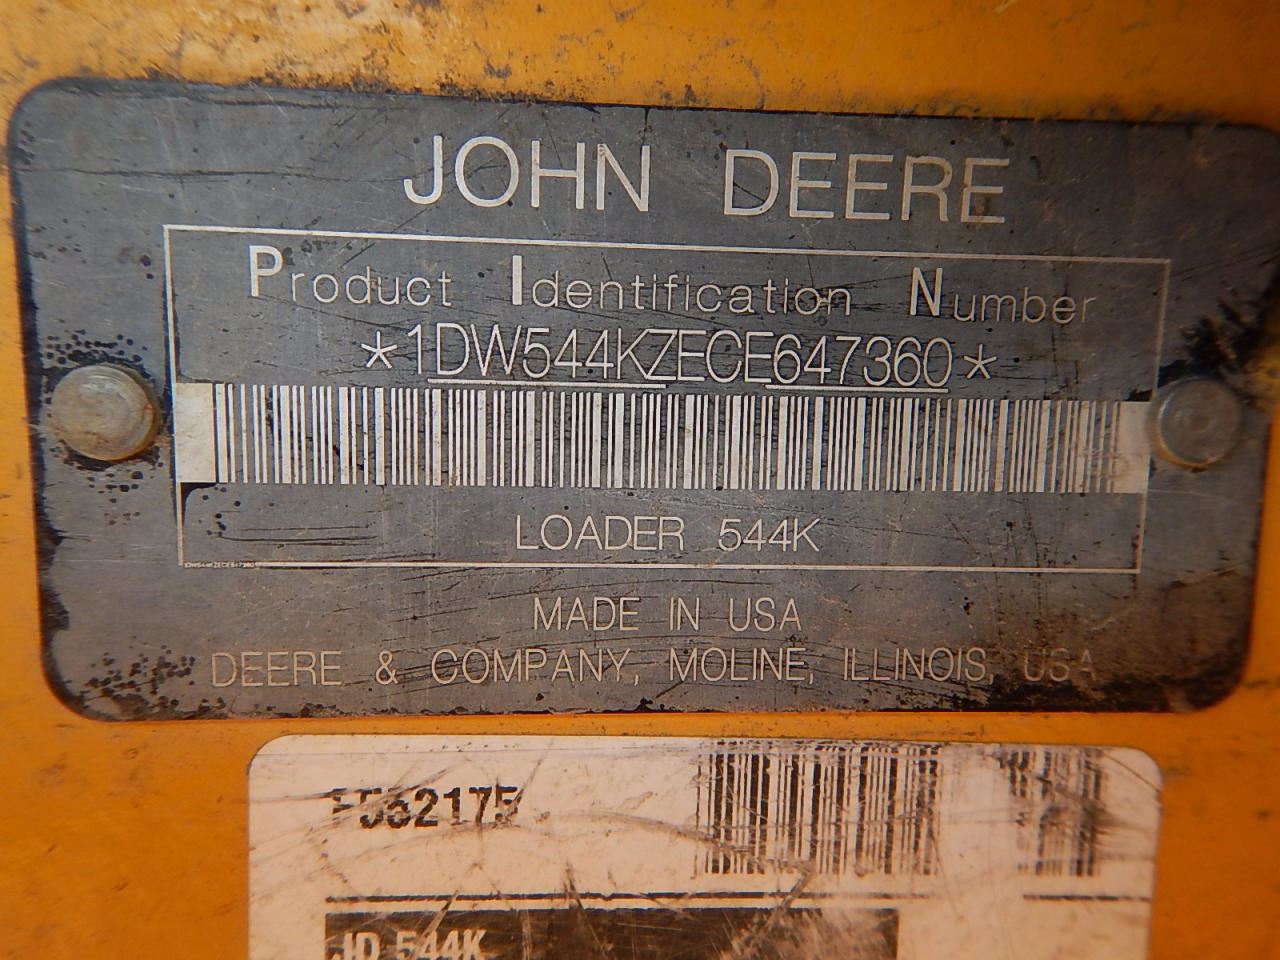 JOHN DEERE
Product Identification Number
*1DW544KZECE647360*
LOADER 544K
MADE IN USA
DEERE & COMPANY, MOLINE, ILLINOIS, USA
JD 544K